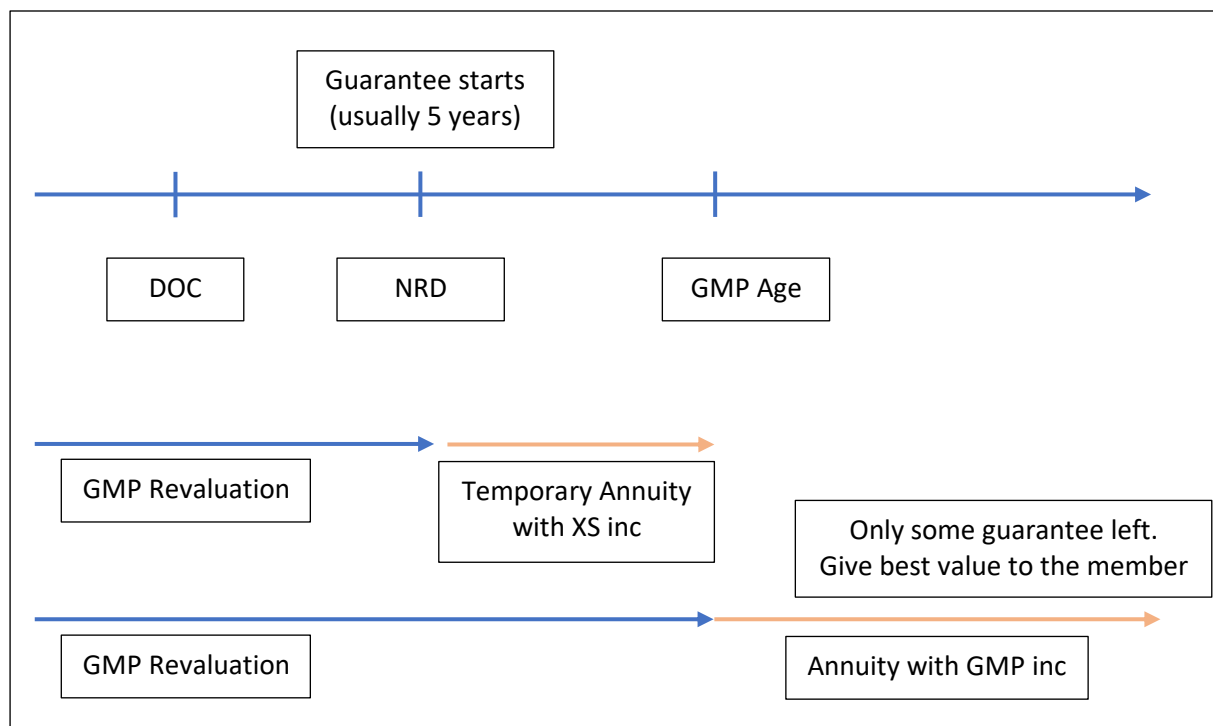 Guarantee starts
(usually 5 years)
DOC
NRD
GMP Age
GMP Revaluation
Temporary Annuity
with XS inc
Only some guarantee left.
Give best value to the member
GMP Revaluation
Annuity with GMP inc